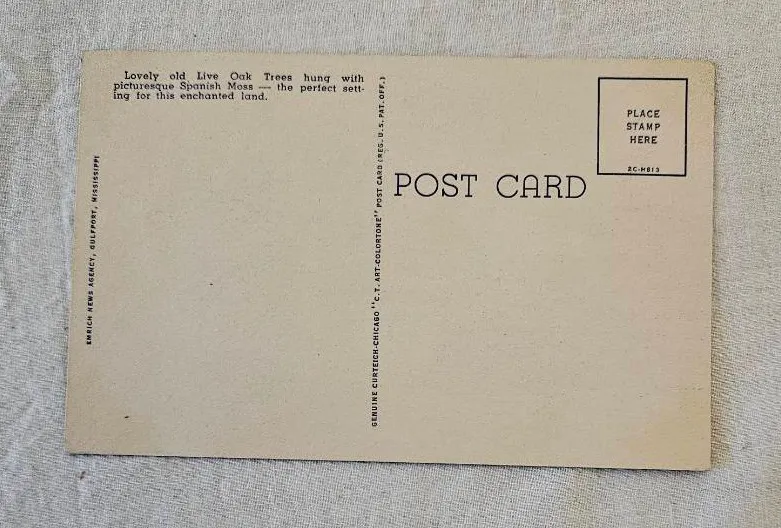 Lovely old Live Oak Trees hung with
picturesque Spanish Moss — the perfect sett-
ing for this enchanted land.
EMRICH NEWS AGENCY, GULFPORT, MISSISSIPPI
GENUINE CURTEICH-CHICAGO "C.T. ART-COLORTONE" POST CARD (REG. U.S. PAT. OFF.)
POST CARD
PLACE
STAMP
HERE
2C-H813